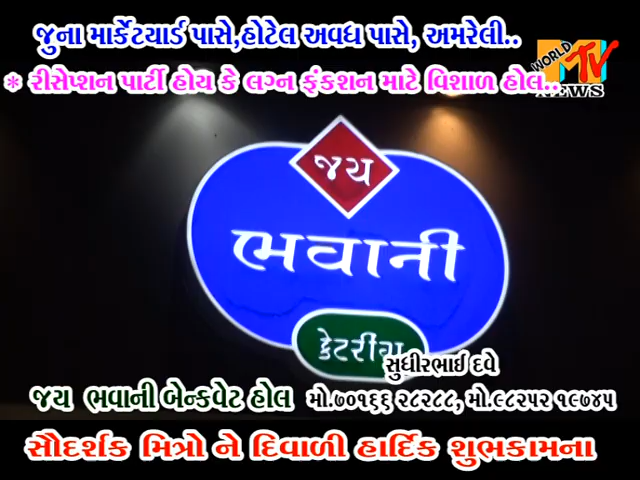 જુના માર્કેટયાર્ડ પાસે,હોટેલ અવધ પાસે, અમરેલી..
* રીસેપ્શન પાર્ટી હોય કે લગ્ન ફંકશન માટે વિશાળ હોલ..
WORLD
MTV
NEWS
જય
ભવાની
કેટરીંગ
સુધીરભાઈ દવે
જય ભવાની બેન્કવેટ હોલ મો.૭૦૧૬૬ ૨૮૨૮૮, મો.૯૮૨૫૨ ૧૯૭૪૫
સૌદર્શક મિત્રો ને દિવાળી હાર્દિક શુભકામના